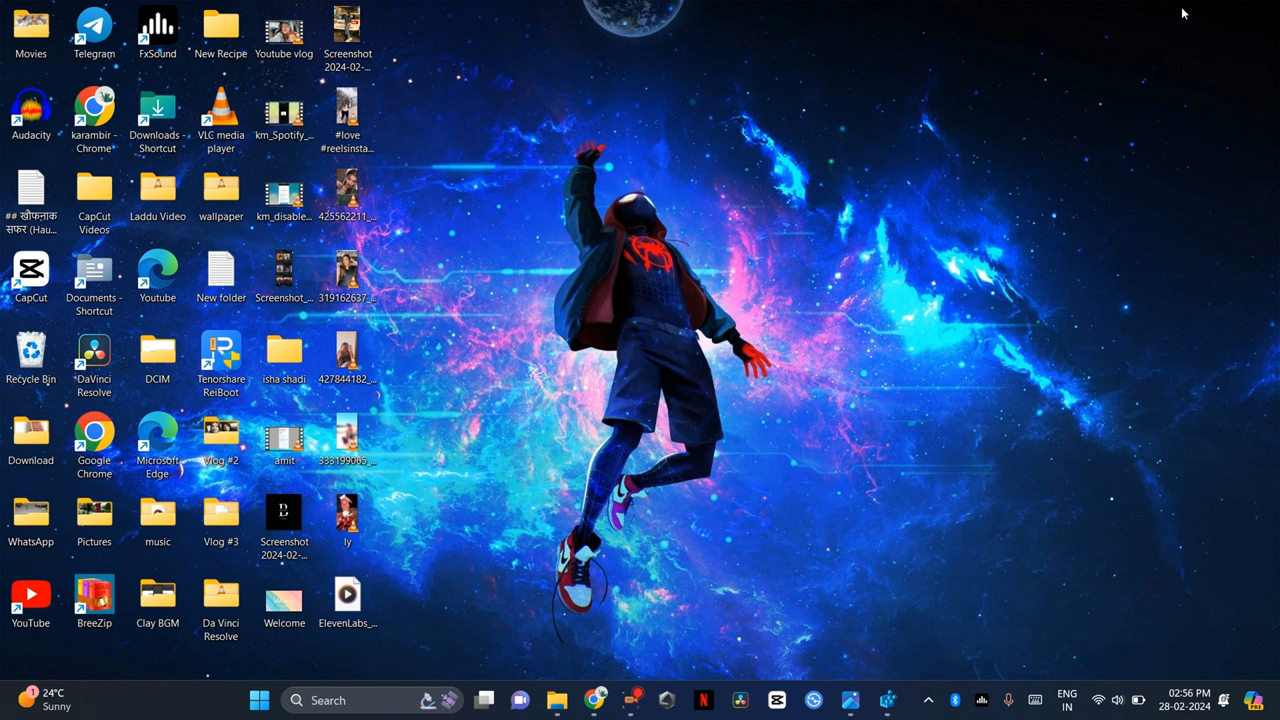 Movies
Telegram
FxSound
New Recipe
Youtube vlog
Screenshot
2024-02-...
Audacity
karambir -
Chrome
Downloads -
Shortcut
VLC media
player
km_Spotify_...
#love
#reelsinsta...
## खौफनाक
सफर (Hau...
CapCut
Videos
Laddu Video
wallpaper
km_disable...
425562211_...
CapCut
Documents -
Shortcut
Youtube
New folder
Screenshot_...
319162637_...
Recycle Bin
DaVinci
Resolve
DCIM
Tenorshare
ReiBoot
isha shadi
427844182_...
Download
Google
Chrome
Microsoft
Edge
Vlog #2
amit
333199065_...
WhatsApp
Pictures
music
Vlog #3
Screenshot
2024-02-...
ly
YouTube
BreeZip
Clay BGM
Da Vinci
Resolve
Welcome
ElevenLabs_...
1
24°C
Sunny
Search
ENG
IN
02:56 PM
28-02-2024